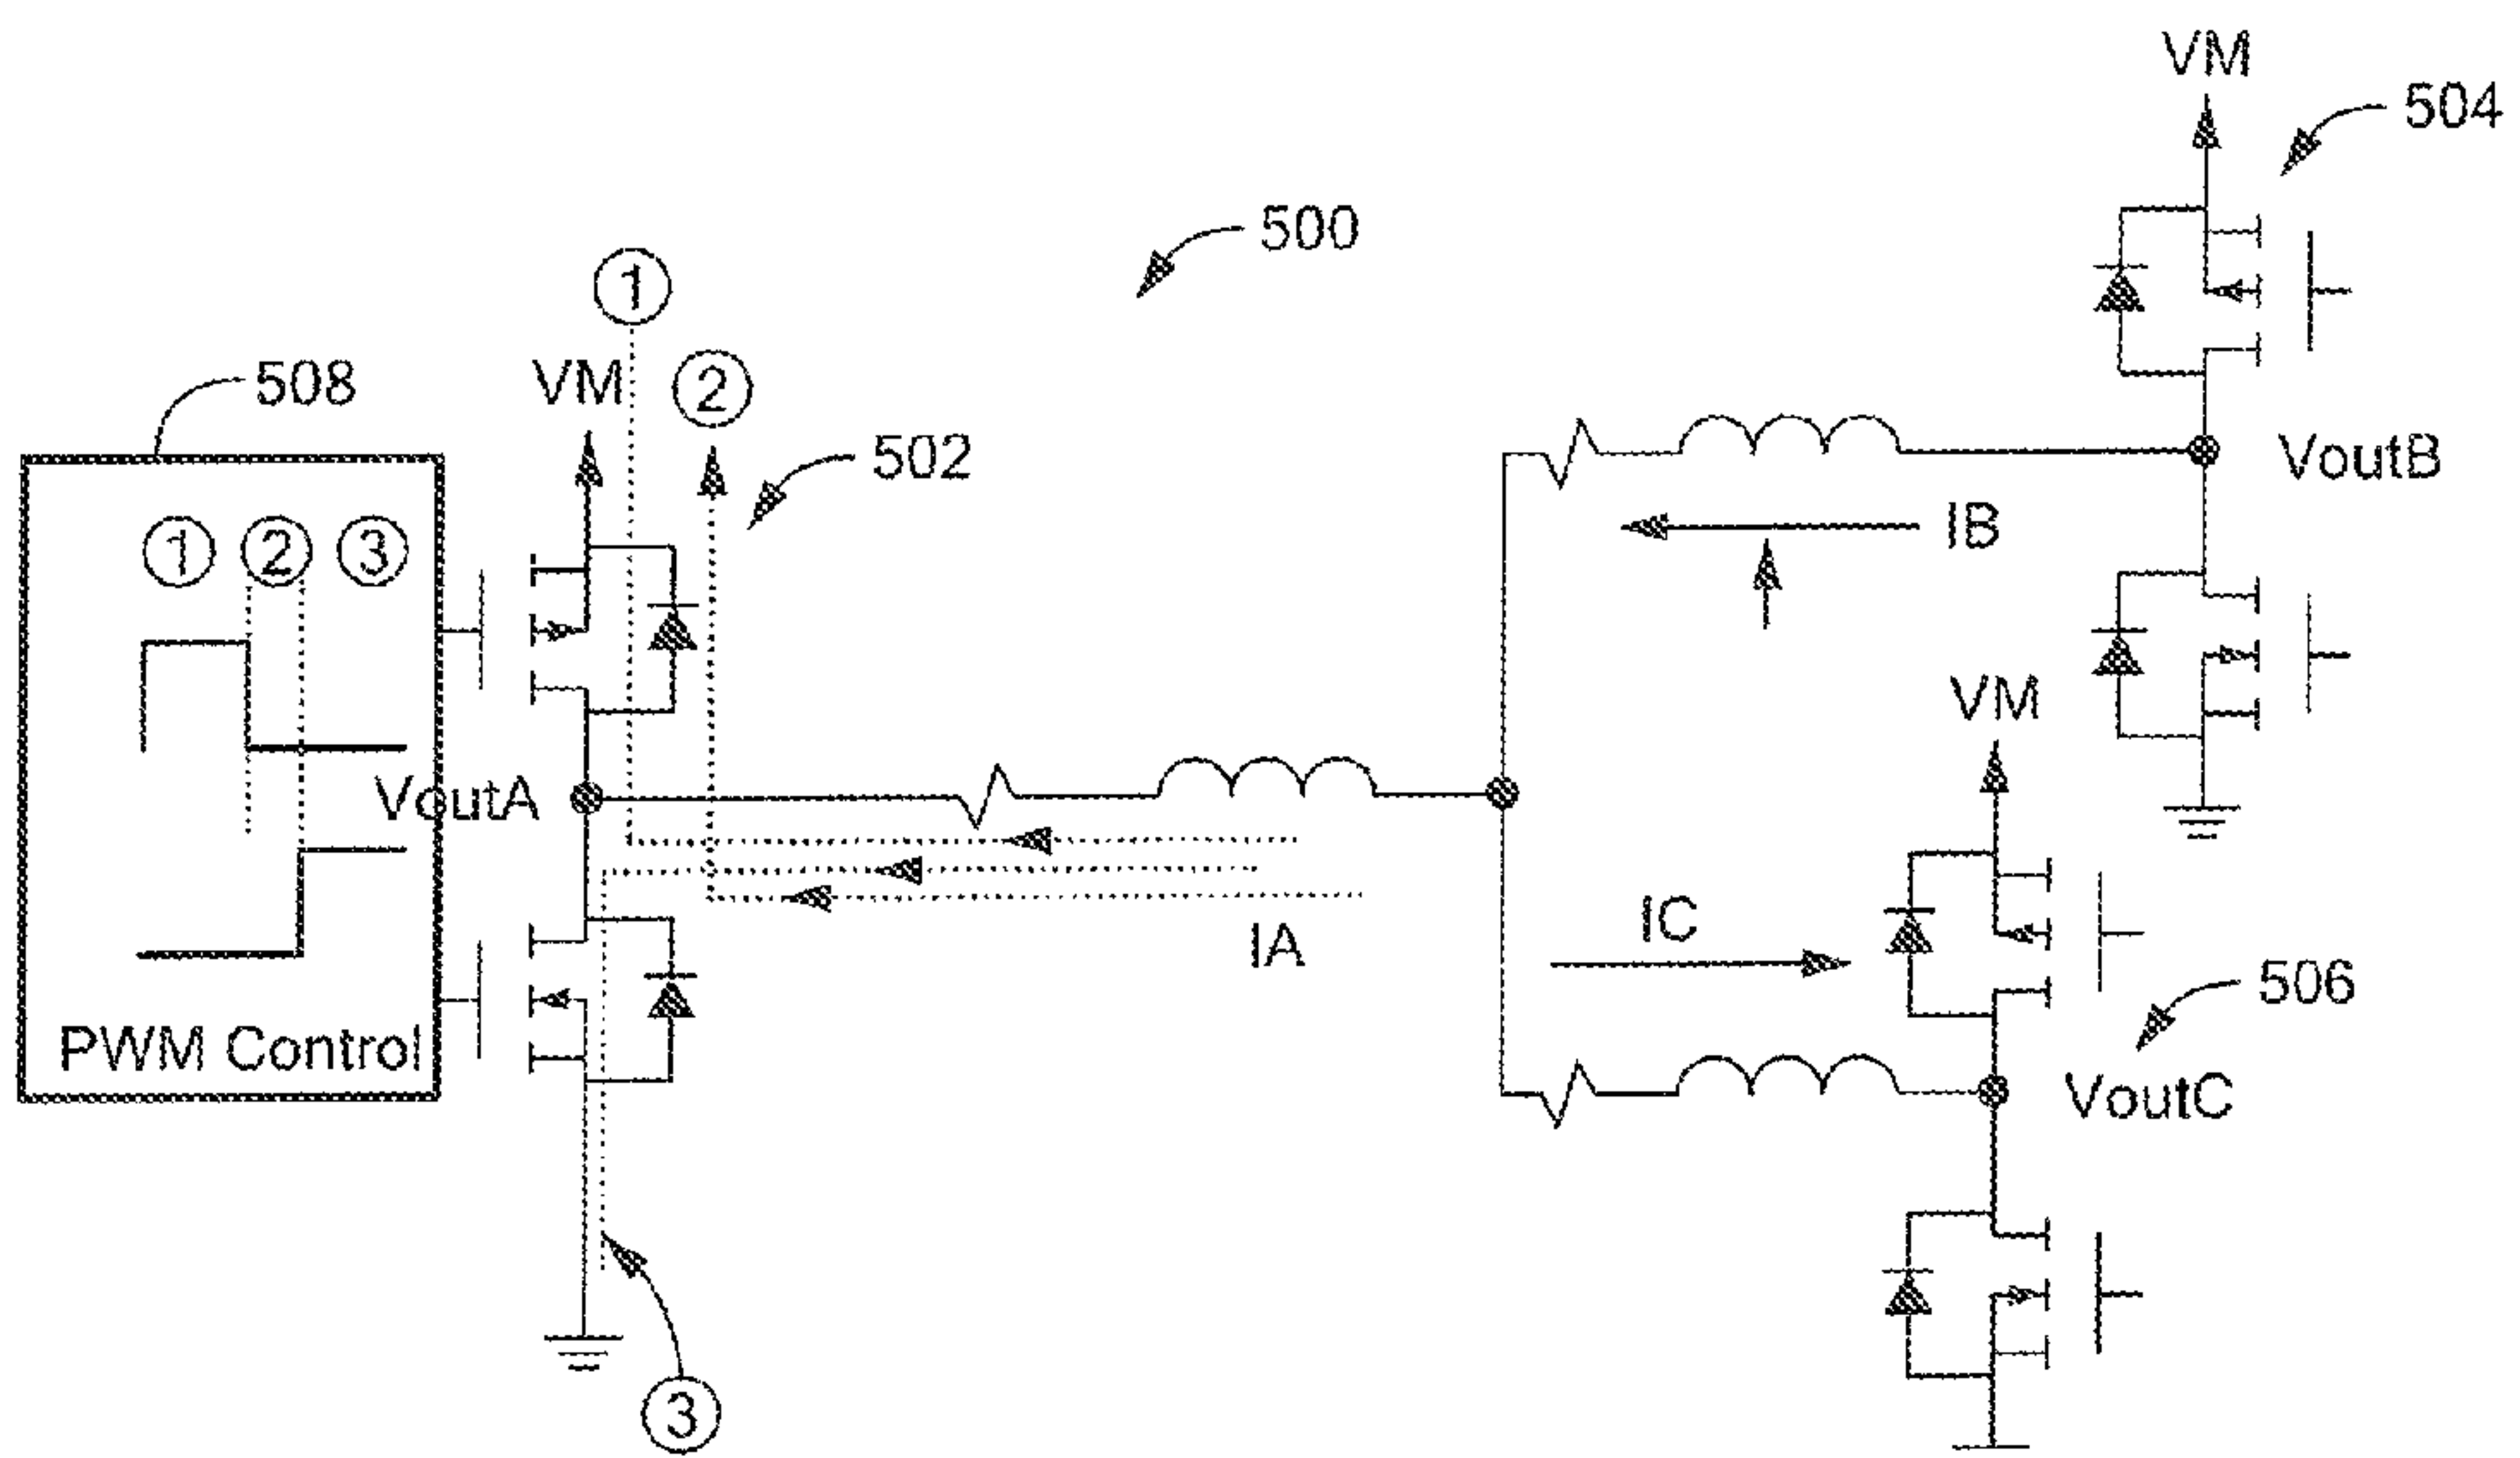 VM
504
500
①
508
VM
②
502
① ② ③
VoutB
IB
VM
VoutA
IC
IA
506
PWM Control
VoutC
③